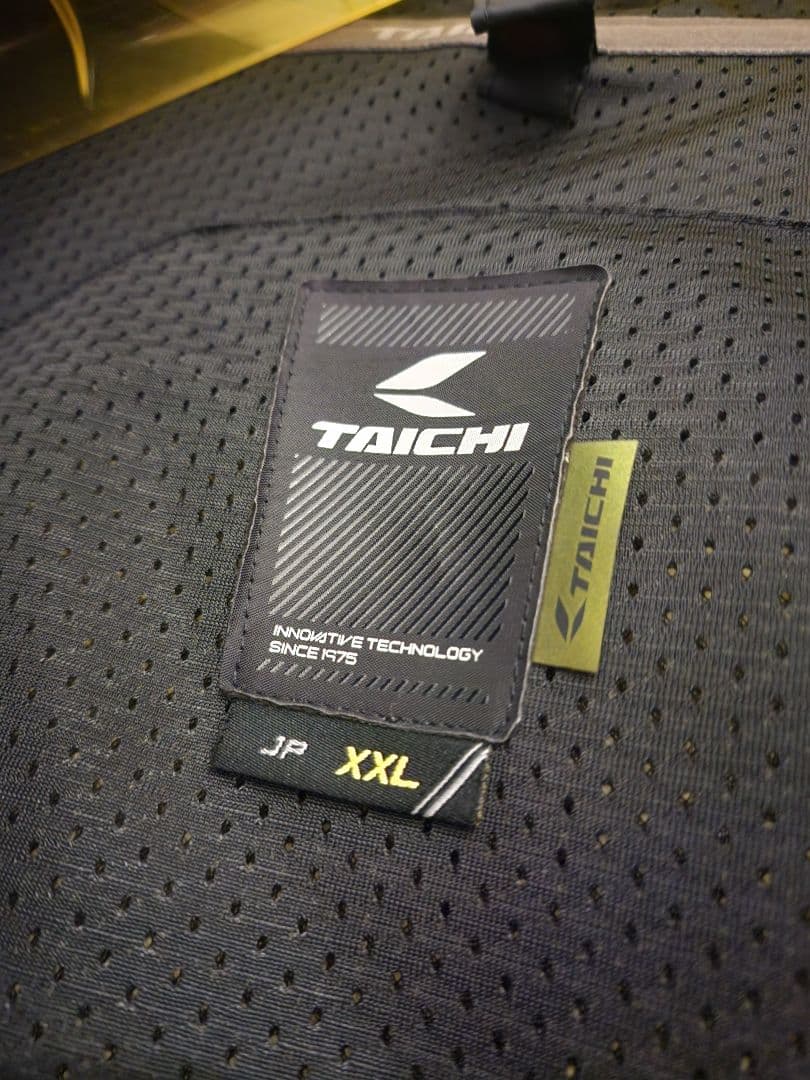 TAICHI
INNOVATIVE TECHNOLOGY
SINCE 1975
TAICHI
JP XXL